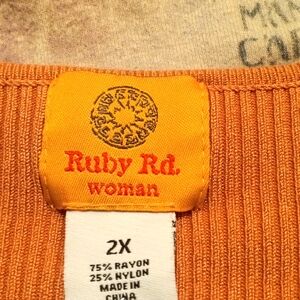 Ruby Rd.
woman
2X
75% RAYON
25% NYLON
MADE IN
CHINA